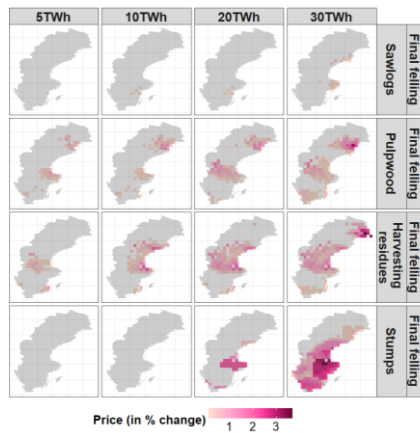 5TWh 10TWh 20TWh 30TWh
Final felling
Sawlogs
Final felling
Pulpwood
Final felling
Harvesting
residues
Final felling
Stumps
Price (in % change) 1 2 3